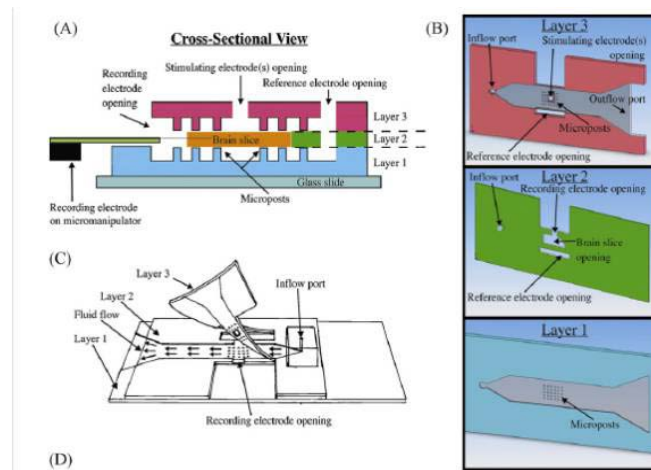 (A)
Cross-Sectional View
Stimulating electrode(s) opening
Reference electrode opening
Recording
electrode
opening
Layer 3
Brain slice
Layer 2
Layer 1
Glass slide
Recording electrode
on micromanipulator
Microposts
(B)
Layer 3
Inflow port
Stimulating electrode(s)
opening
Outflow port
Microposts
Reference electrode opening
Layer 2
Inflow port
Recording electrode
opening
Brain slice
opening
Reference electrode opening
Layer 1
Microposts
(C)
Layer 3
Inflow port
Layer 2
Fluid flow
Layer 1
Recording electrode opening
(D)